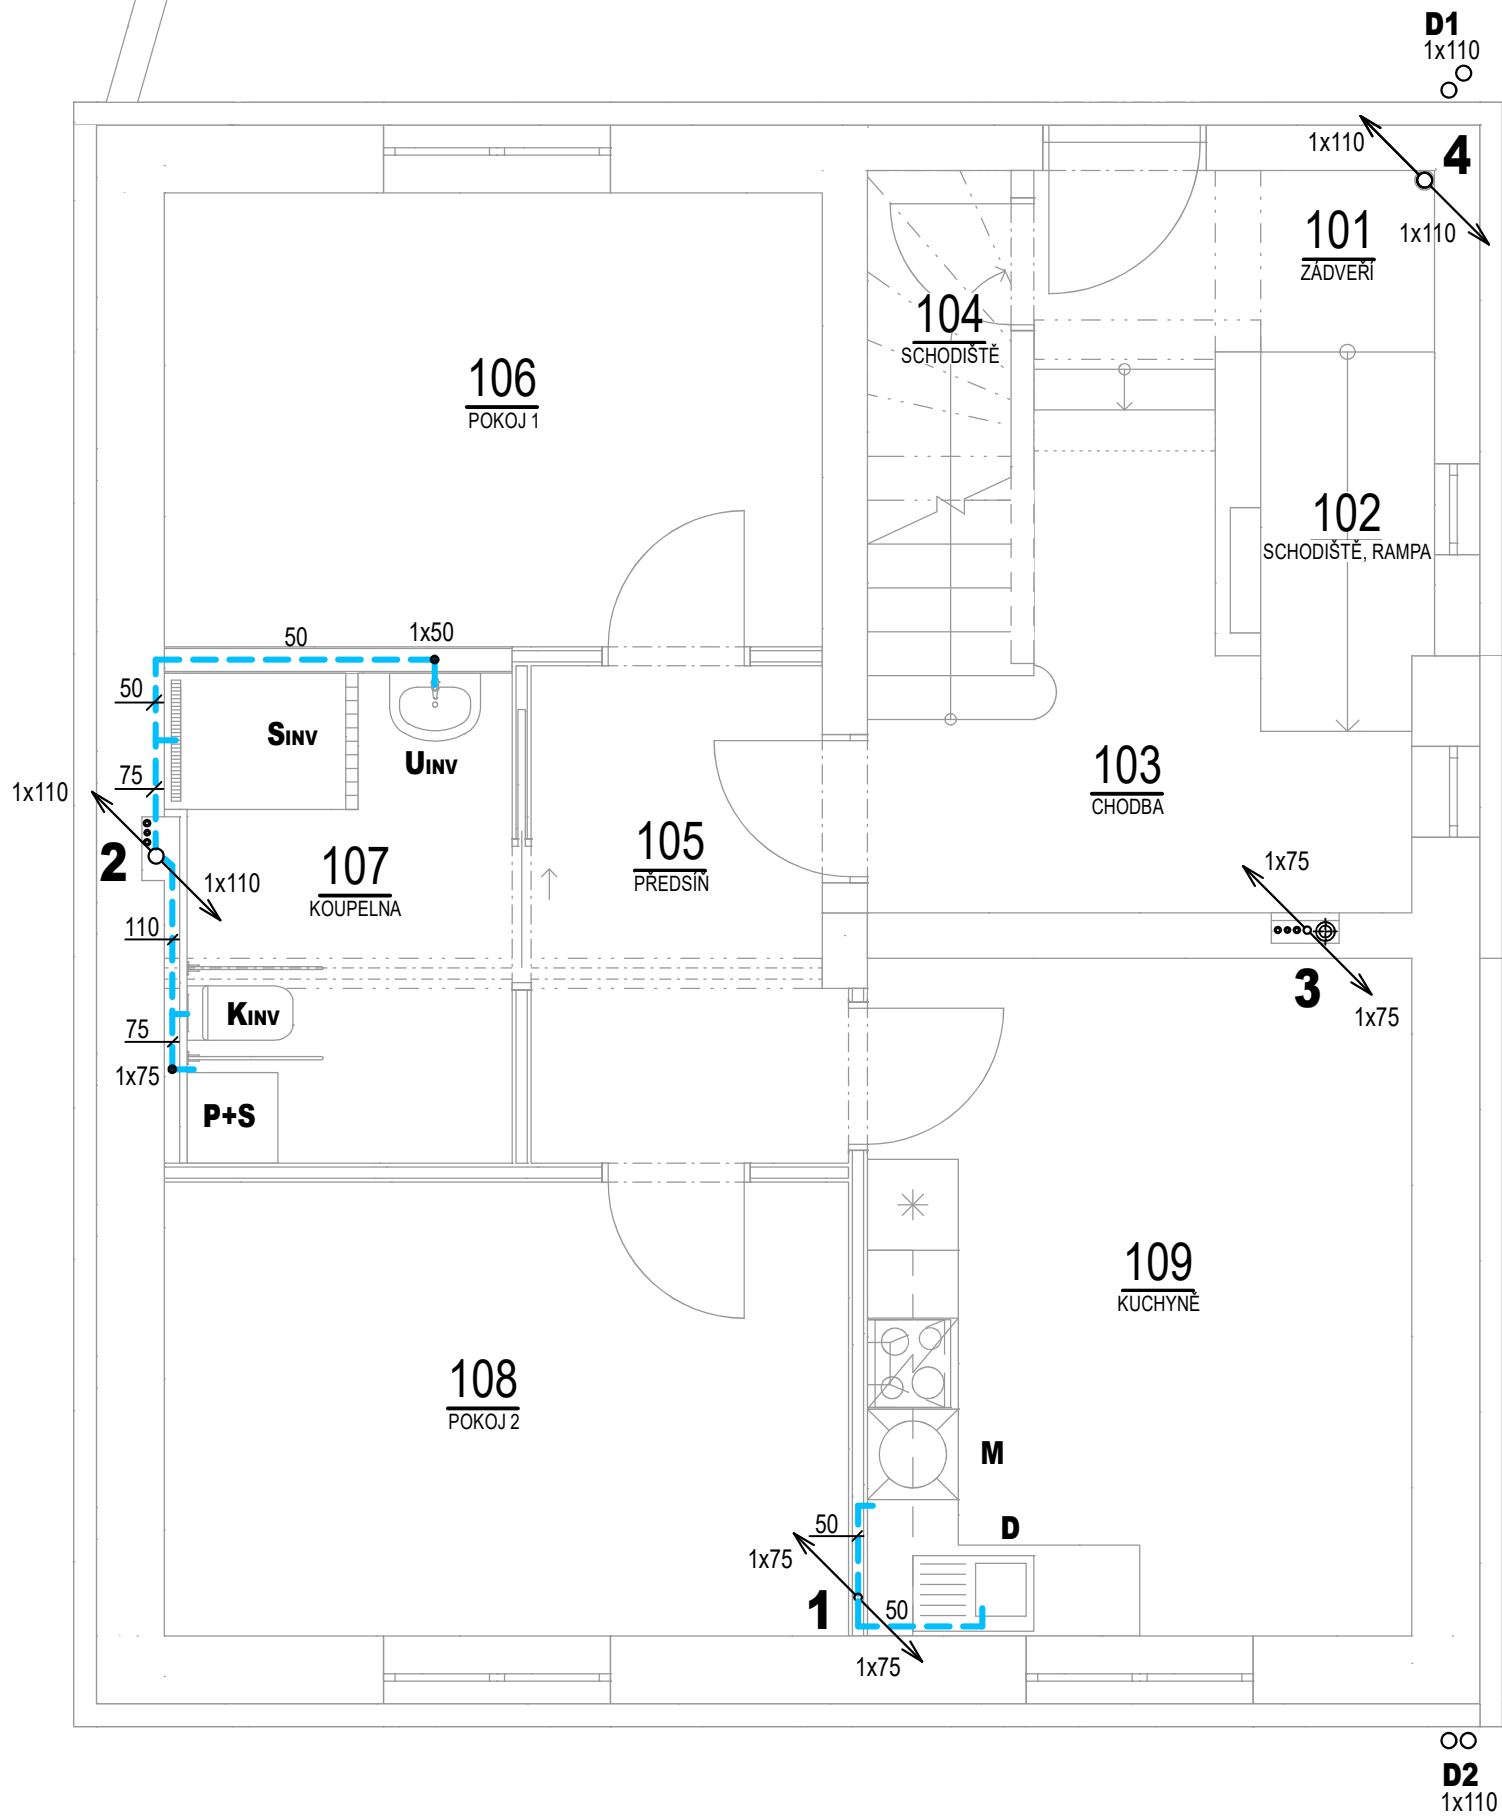 D1
1x110
1x110
4
1x110
101
ZÁDVEŘÍ
104
SCHODIŠTĚ
106
POKOJ 1
102
SCHODIŠTĚ, RAMPA
50
1x50
50
SINV
UINV
75
1x110
103
CHODBA
2
107
KOUPELNA
1x110
105
PŘEDSÍŇ
1x75
110
3
1x75
KINV
75
1x75
P+S
109
KUCHYNĚ
108
POKOJ 2
M
50
D
1x75
1
50
1x75
D2
1x110